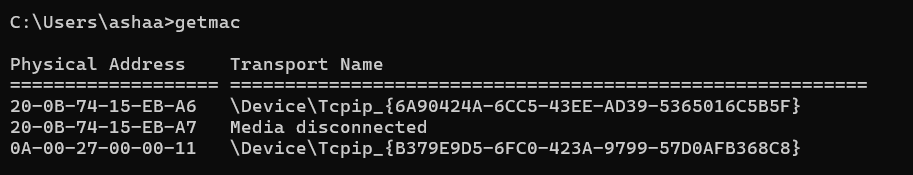 C:\Users\ashaa>getmac
Physical Address    Transport Name
=================== ==========================================================
20-0B-74-15-EB-A6   \Device\Tcpip_{6A90424A-6CC5-43EE-AD39-5365016C5B5F}
20-0B-74-15-EB-A7   Media disconnected
0A-00-27-00-00-11   \Device\Tcpip_{B379E9D5-6FC0-423A-9799-57D0AFB368C8}